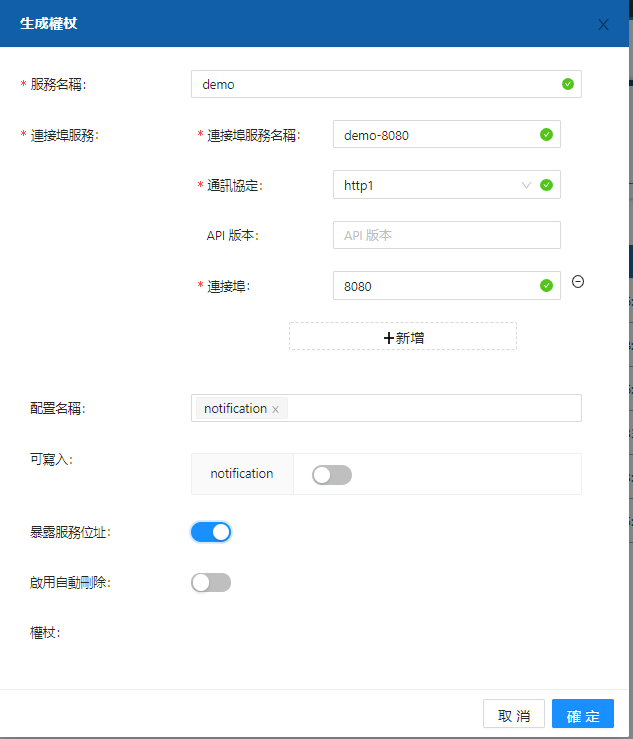 生成權杖
* 服務名稱: demo
* 連接埠服務: * 連接埠服務名稱: demo-8080
* 通訊協定: http1
API 版本: API 版本
* 連接埠: 8080
+新增
配置名稱: notification x
可寫入: notification
暴露服務位址:
啟用自動刪除:
權杖:
取 消 確 定